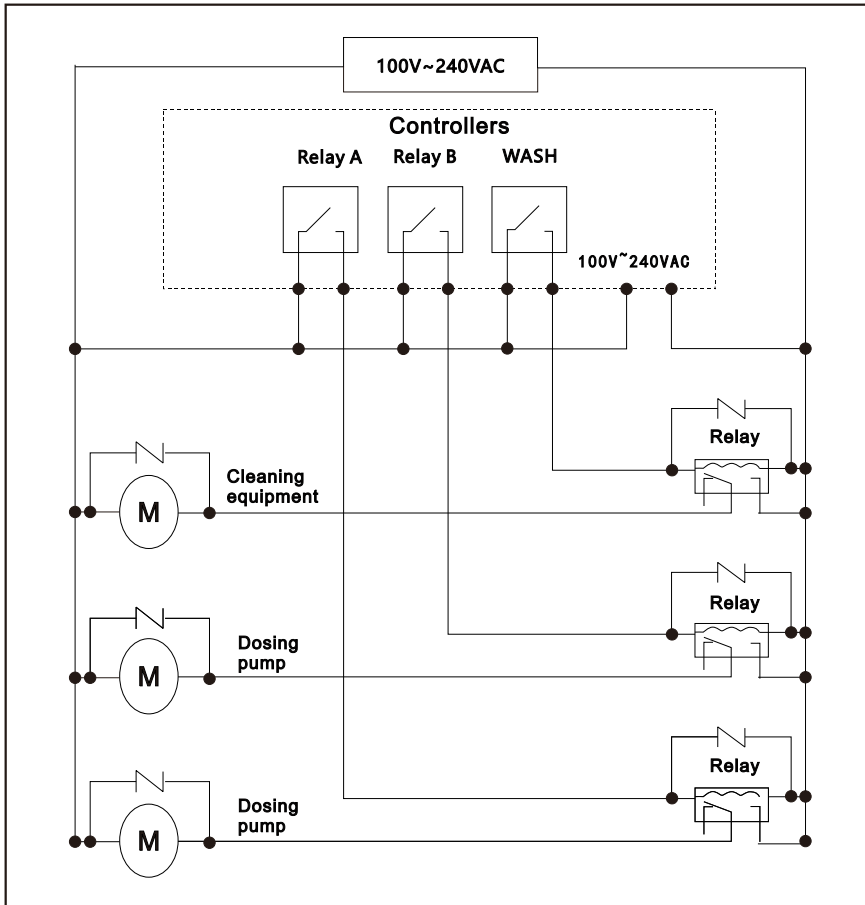 100V~240VAC
Controllers
Relay A
Relay B
WASH
100V~240VAC
Relay
Cleaning
equipment
M
Relay
Dosing
pump
M
Relay
Dosing
pump
M